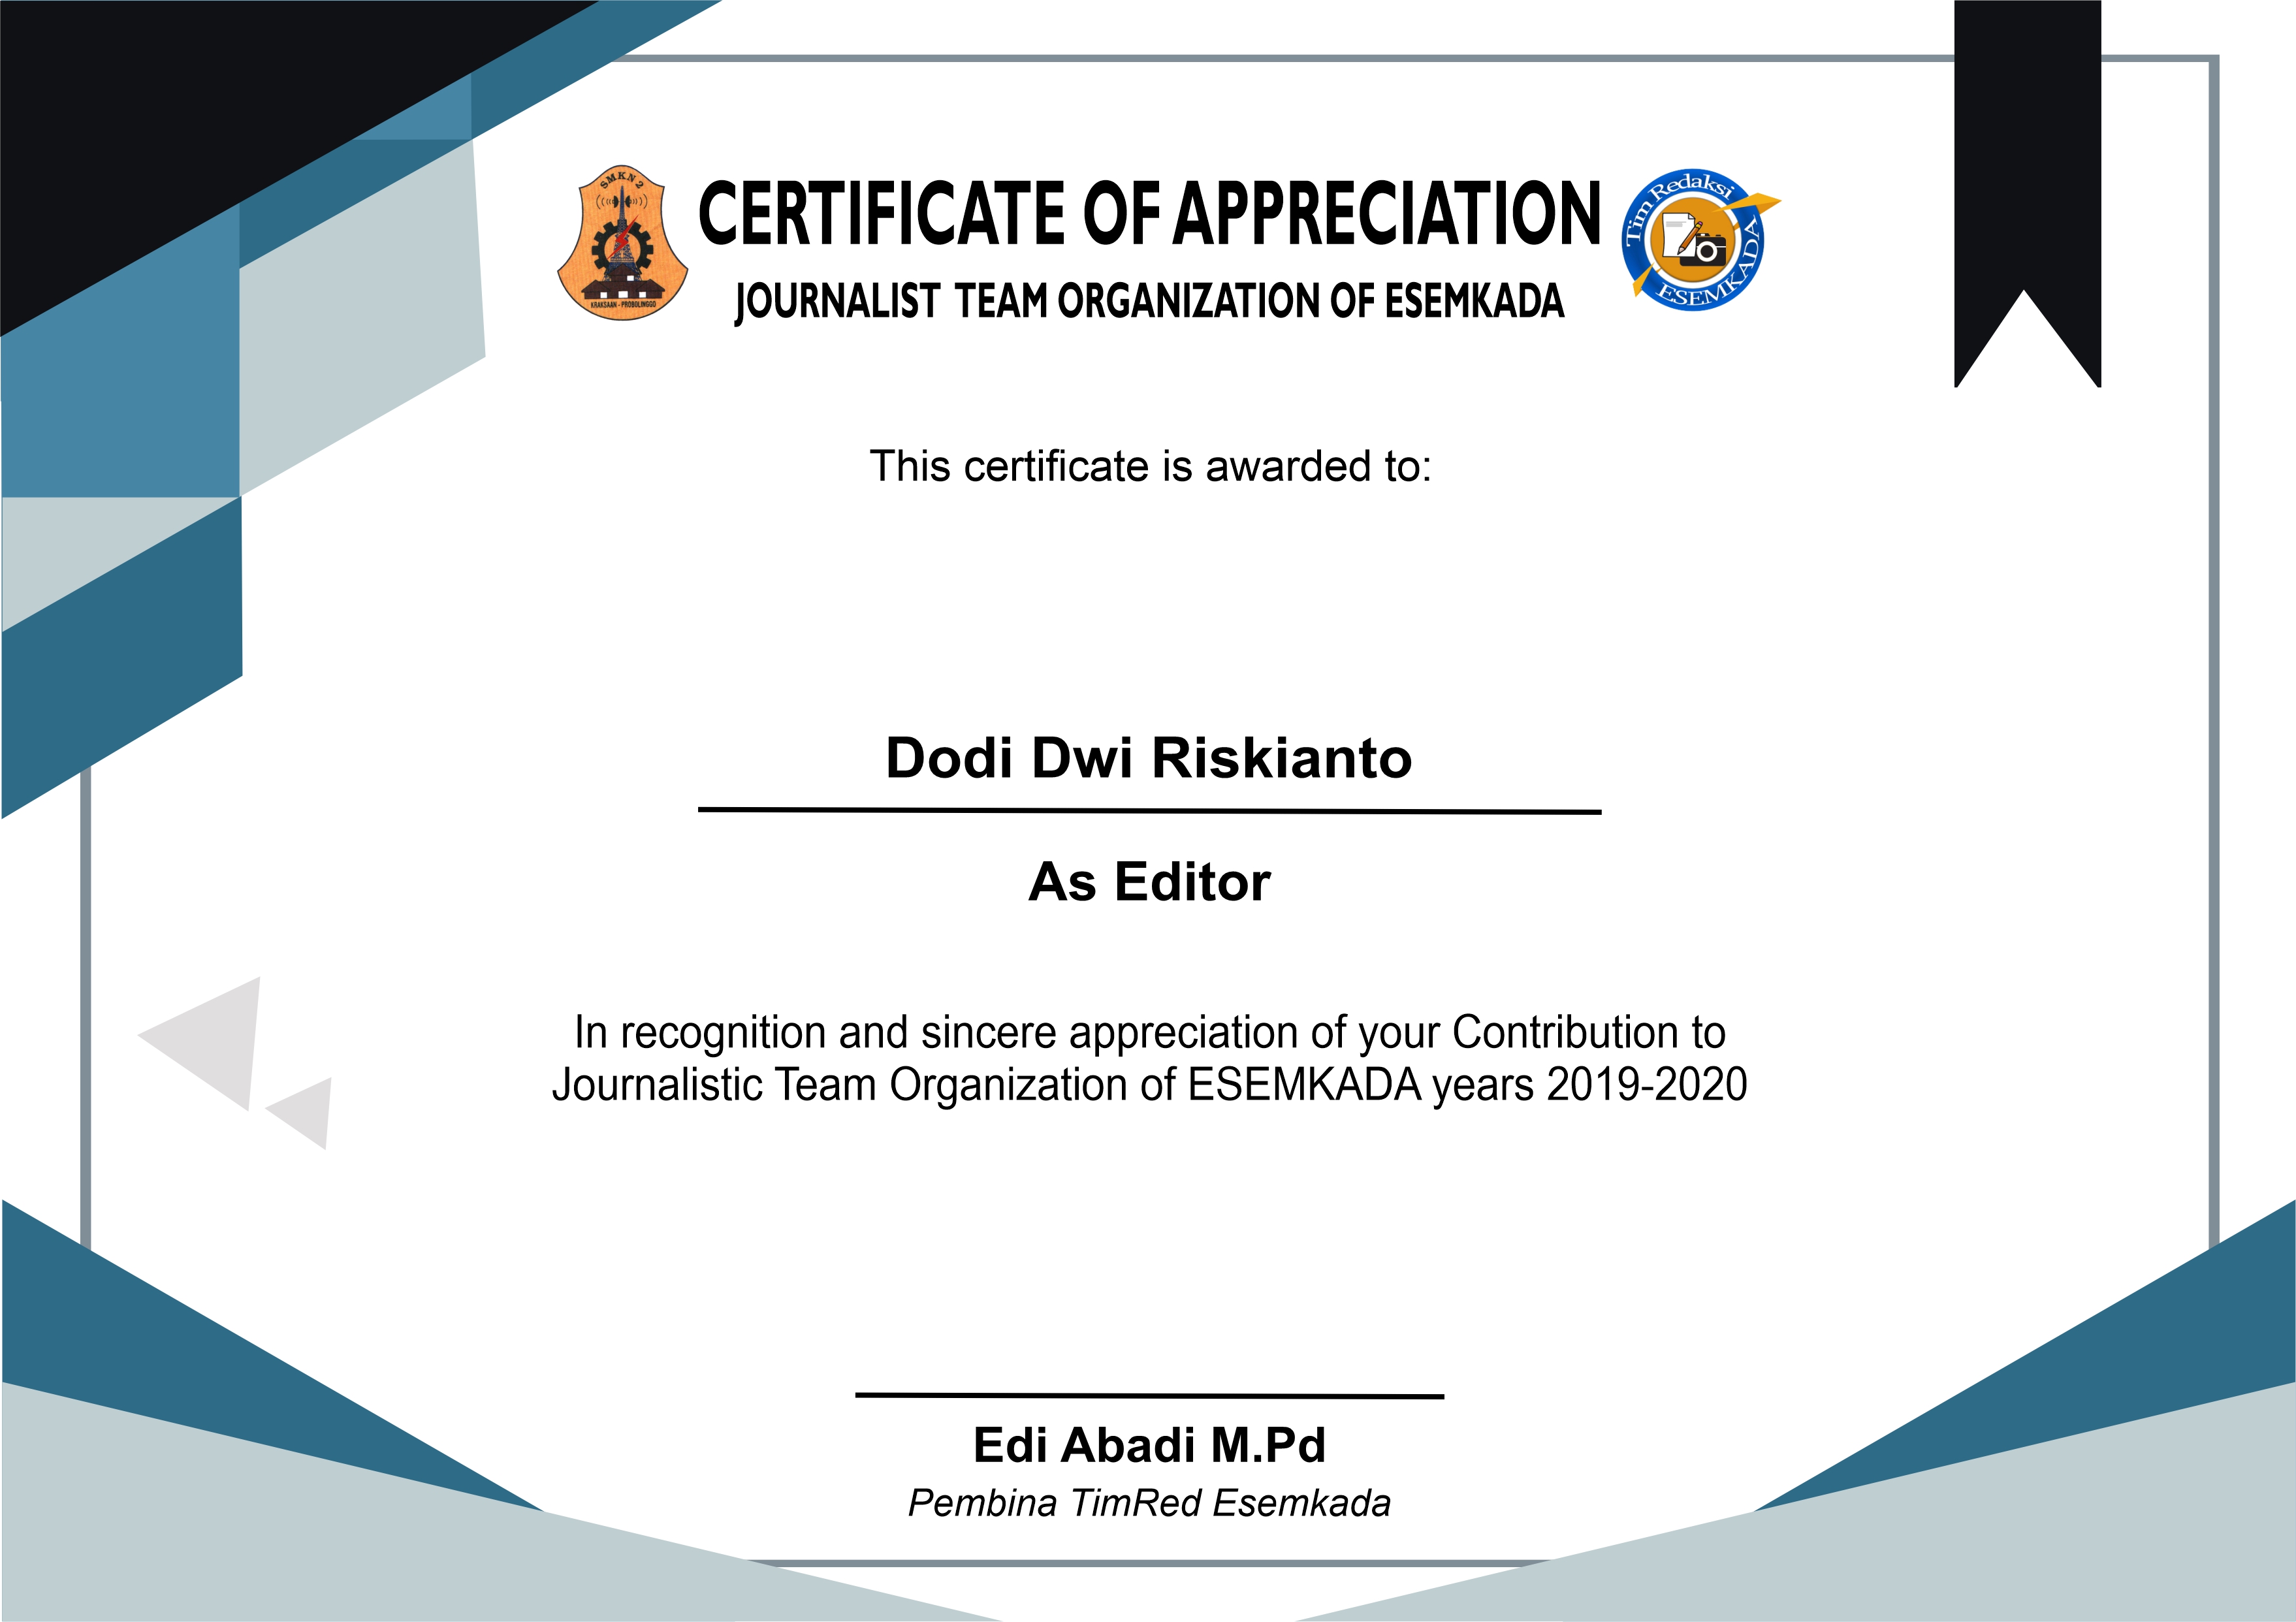 SMKN 2
KRAKSAAN - PROBOLINGGO
CERTIFICATE OF APPRECIATION
JOURNALIST TEAM ORGANIZATION OF ESEMKADA
Tim Redaksi
ESEMKADA
This certificate is awarded to:
Dodi Dwi Riskianto
As Editor
In recognition and sincere appreciation of your Contribution to
Journalistic Team Organization of ESEMKADA years 2019-2020
Edi Abadi M.Pd
Pembina TimRed Esemkada